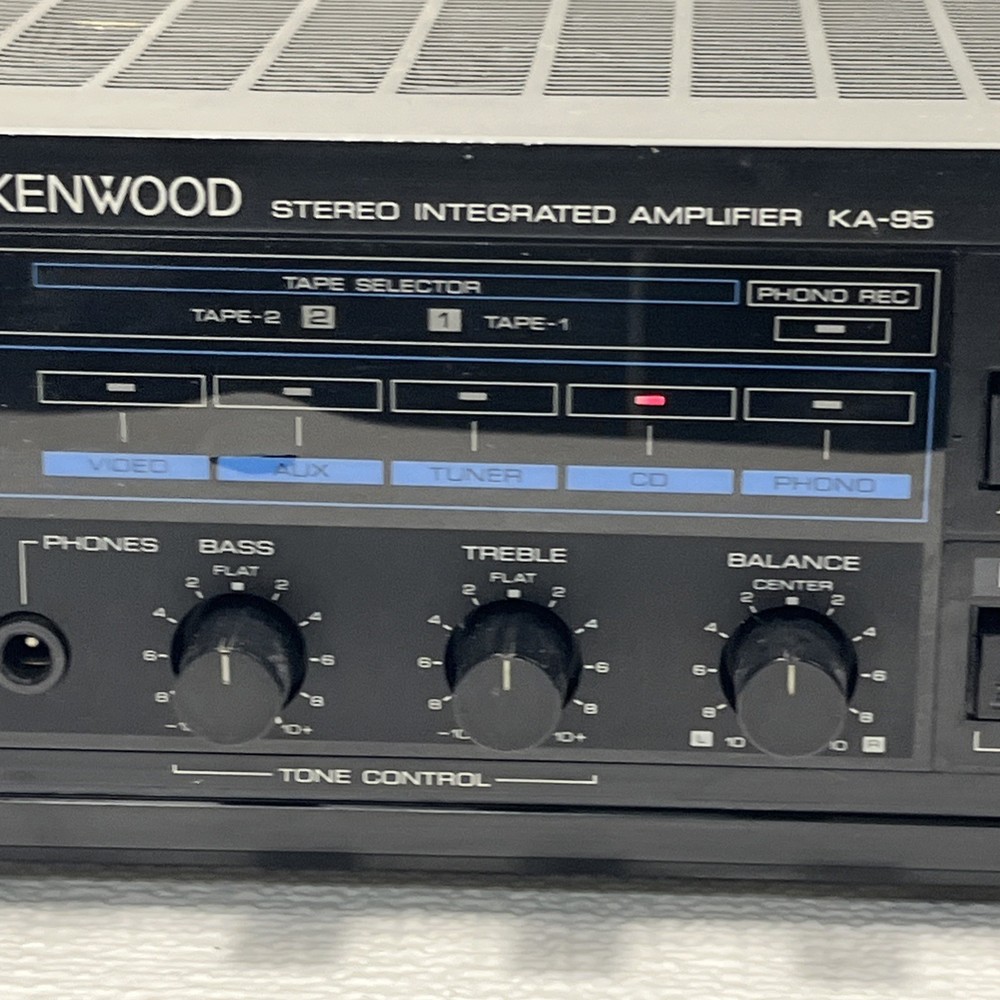 KENWOOD STEREO INTEGRATED AMPLIFIER KA-95
TAPE SELECTOR PHONO REC
TAPE-2 2 1 TAPE-1
VIDEO AUX TUNER CD PHONO
PHONES BASS TREBLE BALANCE
FLAT FLAT CENTER
2 2 2 2 2 2
4 4 4 4 4 4
6 6 6 6 6 6
8 8 8 8 8 8
10+ 10+ L 10 10 R
TONE CONTROL